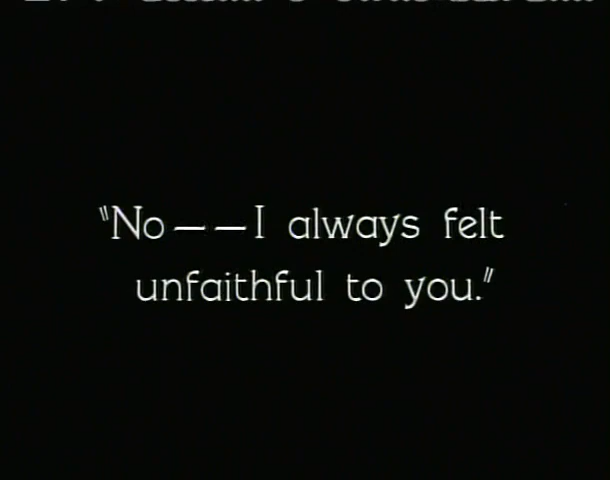 "No — — I always felt
unfaithful to you."